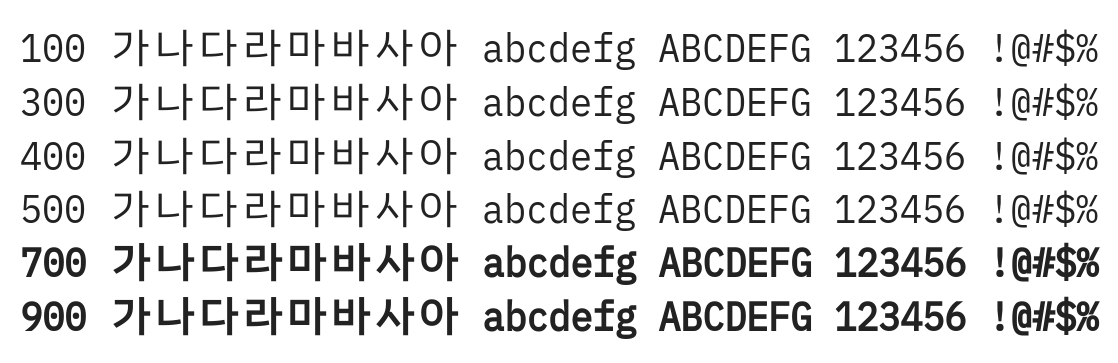 100 가나다라마바사아 abcdefg ABCDEFG 123456 !@#$%
300 가나다라마바사아 abcdefg ABCDEFG 123456 !@#$%
400 가나다라마바사아 abcdefg ABCDEFG 123456 !@#$%
500 가나다라마바사아 abcdefg ABCDEFG 123456 !@#$%
700 가나다라마바사아 abcdefg ABCDEFG 123456 !@#$%
900 가나다라마바사아 abcdefg ABCDEFG 123456 !@#$%